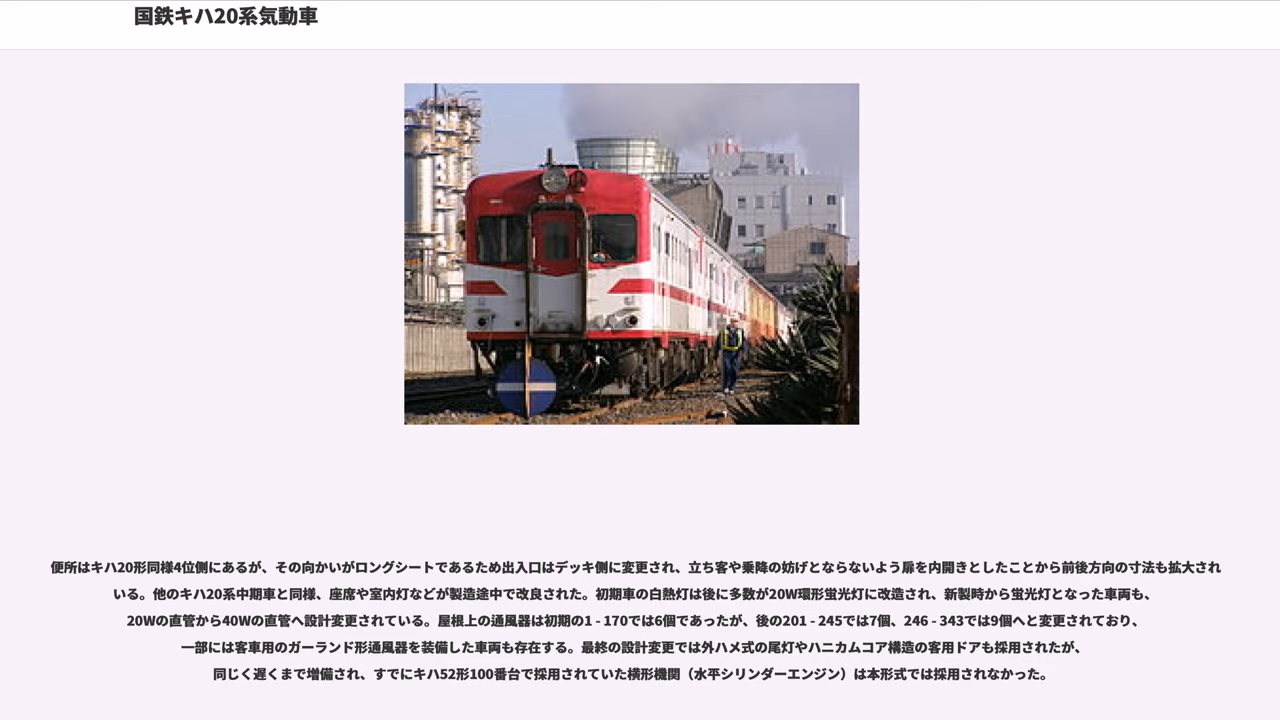 国鉄キハ20系気動車
便所はキハ20形同様4位側にあるが、その向かいがロングシートであるため出入口はデッキ側に変更され、立ち客や乗降の妨げとならないよう扉を内開きとしたことから前後方向の寸法も拡大され
いる。他のキハ20系中期車と同様、座席や室内灯などが製造途中で改良された。初期車の白熱灯は後に多数が20W環形蛍光灯に改造され、新製時から蛍光灯となった車両も、
20Wの直管から40Wの直管へ設計変更されている。屋根上の通風器は初期の1 - 170では6個であったが、後の201 - 245では7個、246 - 343では9個へと変更されており、
一部には客車用のガーランド形通風器を装備した車両も存在する。最終の設計変更では外ハメ式の尾灯やハニカムコア構造の客用ドアも採用されたが、
同じく遅くまで増備され、すでにキハ52形100番台で採用されていた横形機関（水平シリンダーエンジン）は本形式では採用されなかった。